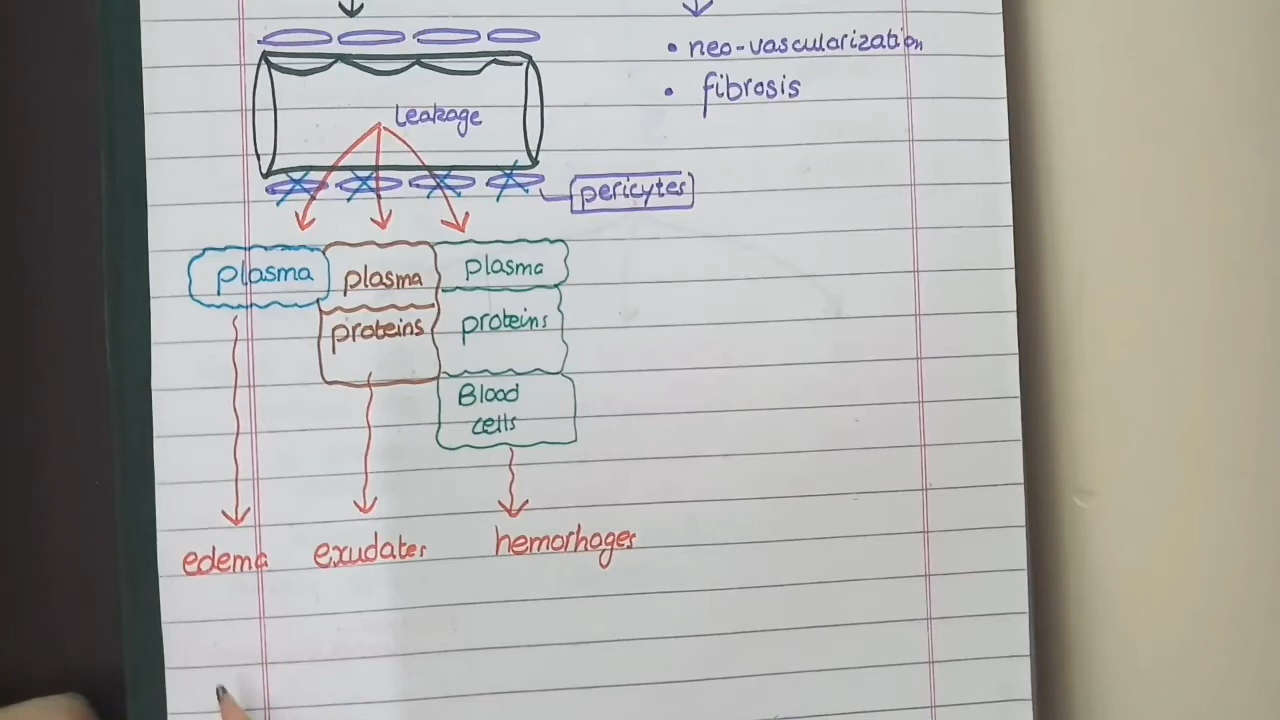 • neo-vascularization
• fibrosis
Leakage
pericytes
plasma
plasma
proteins
plasma
proteins
Blood
cells
edema
exudates
hemorhages